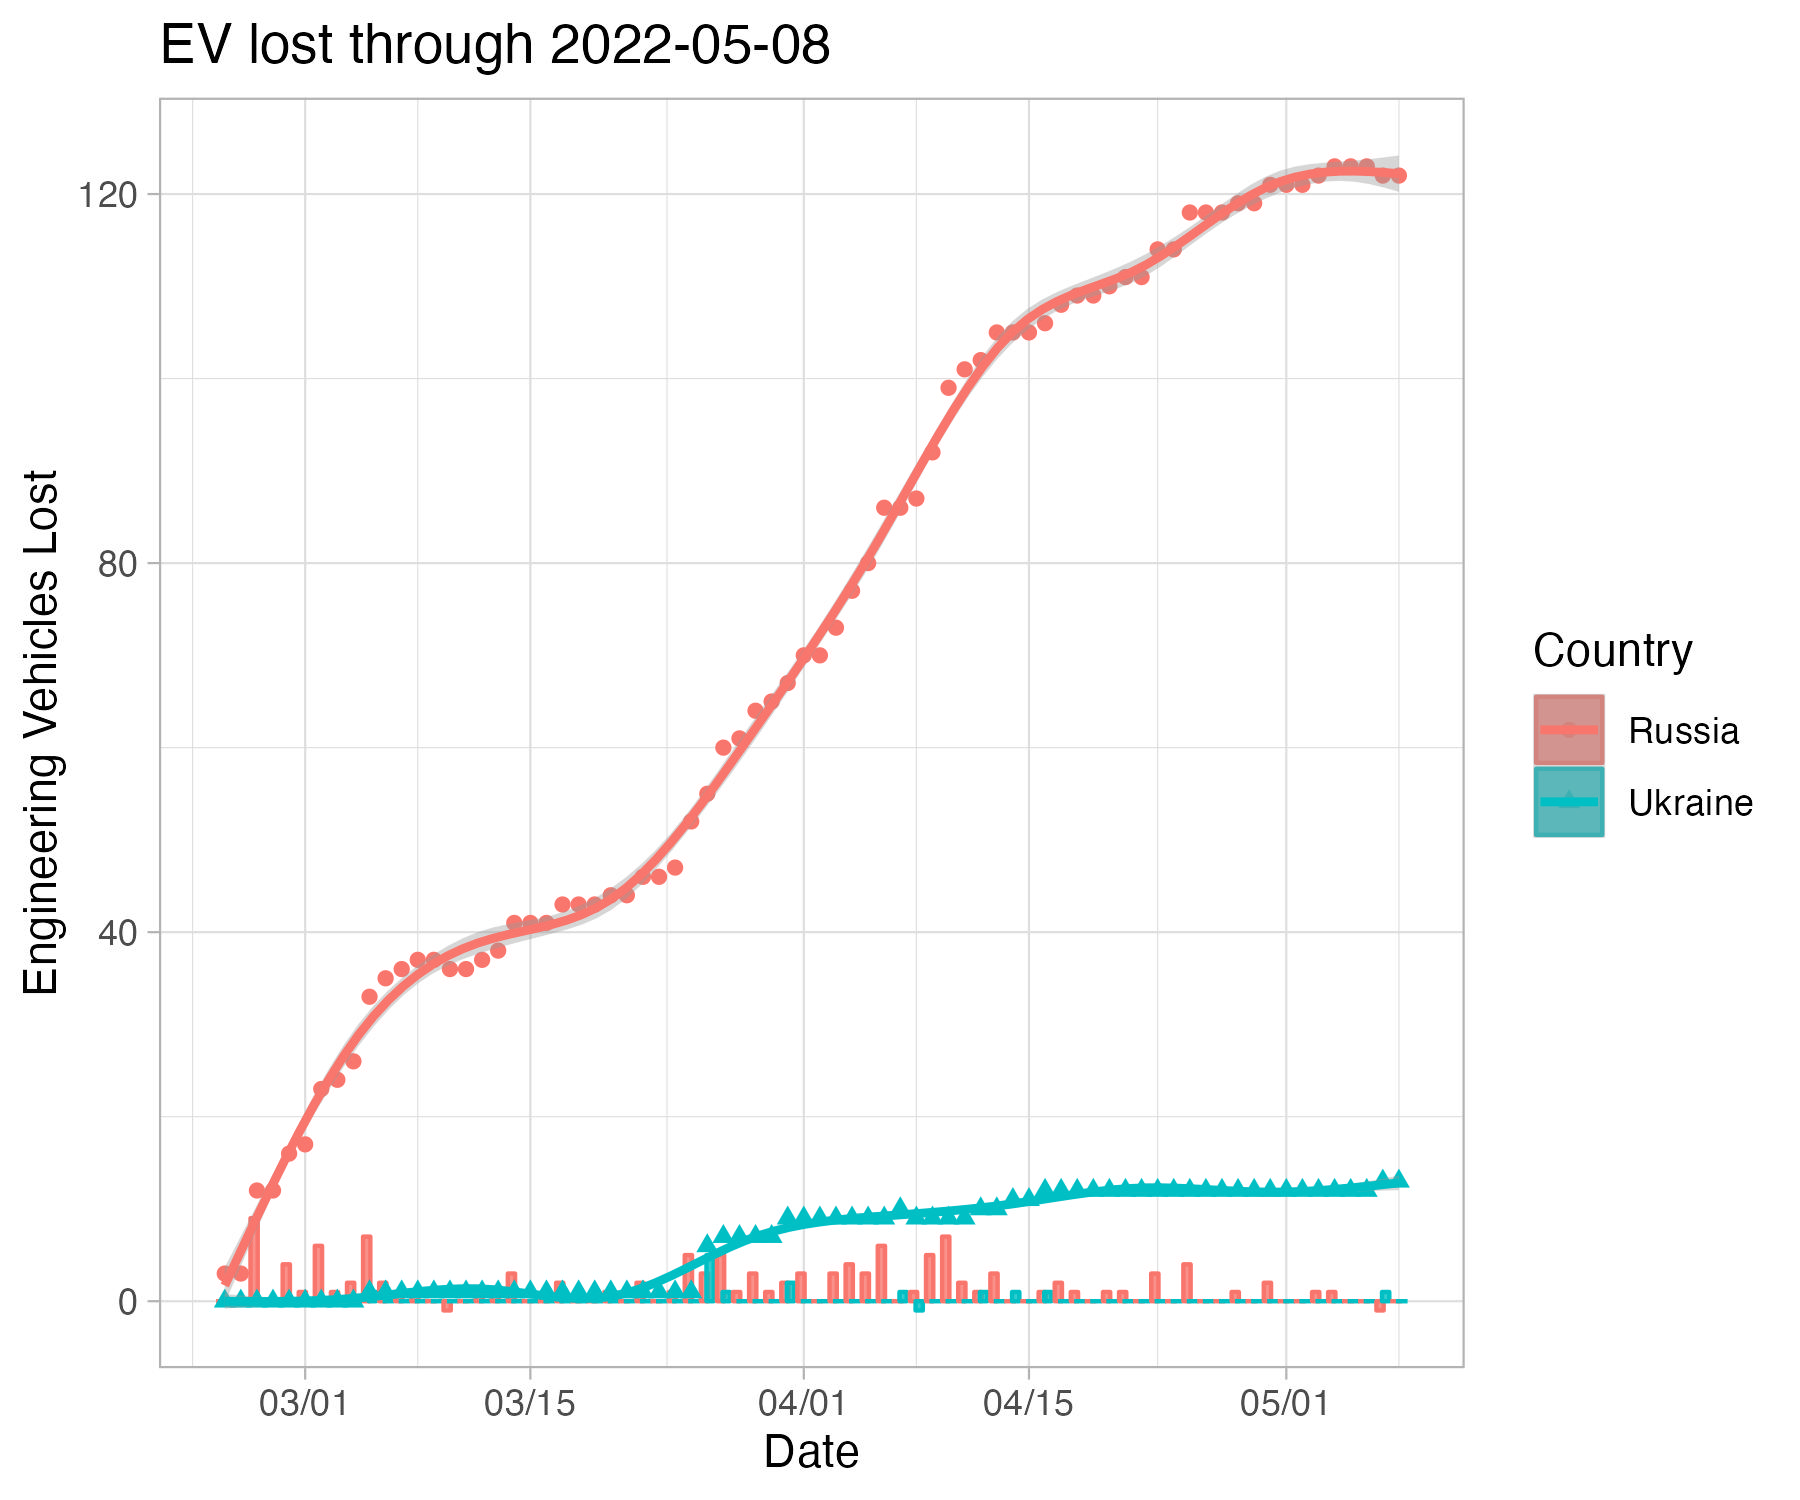 EV lost through 2022-05-08
Engineering Vehicles Lost
120
80
40
0
03/01
03/15
04/01
04/15
05/01
Date
Country
Russia
Ukraine